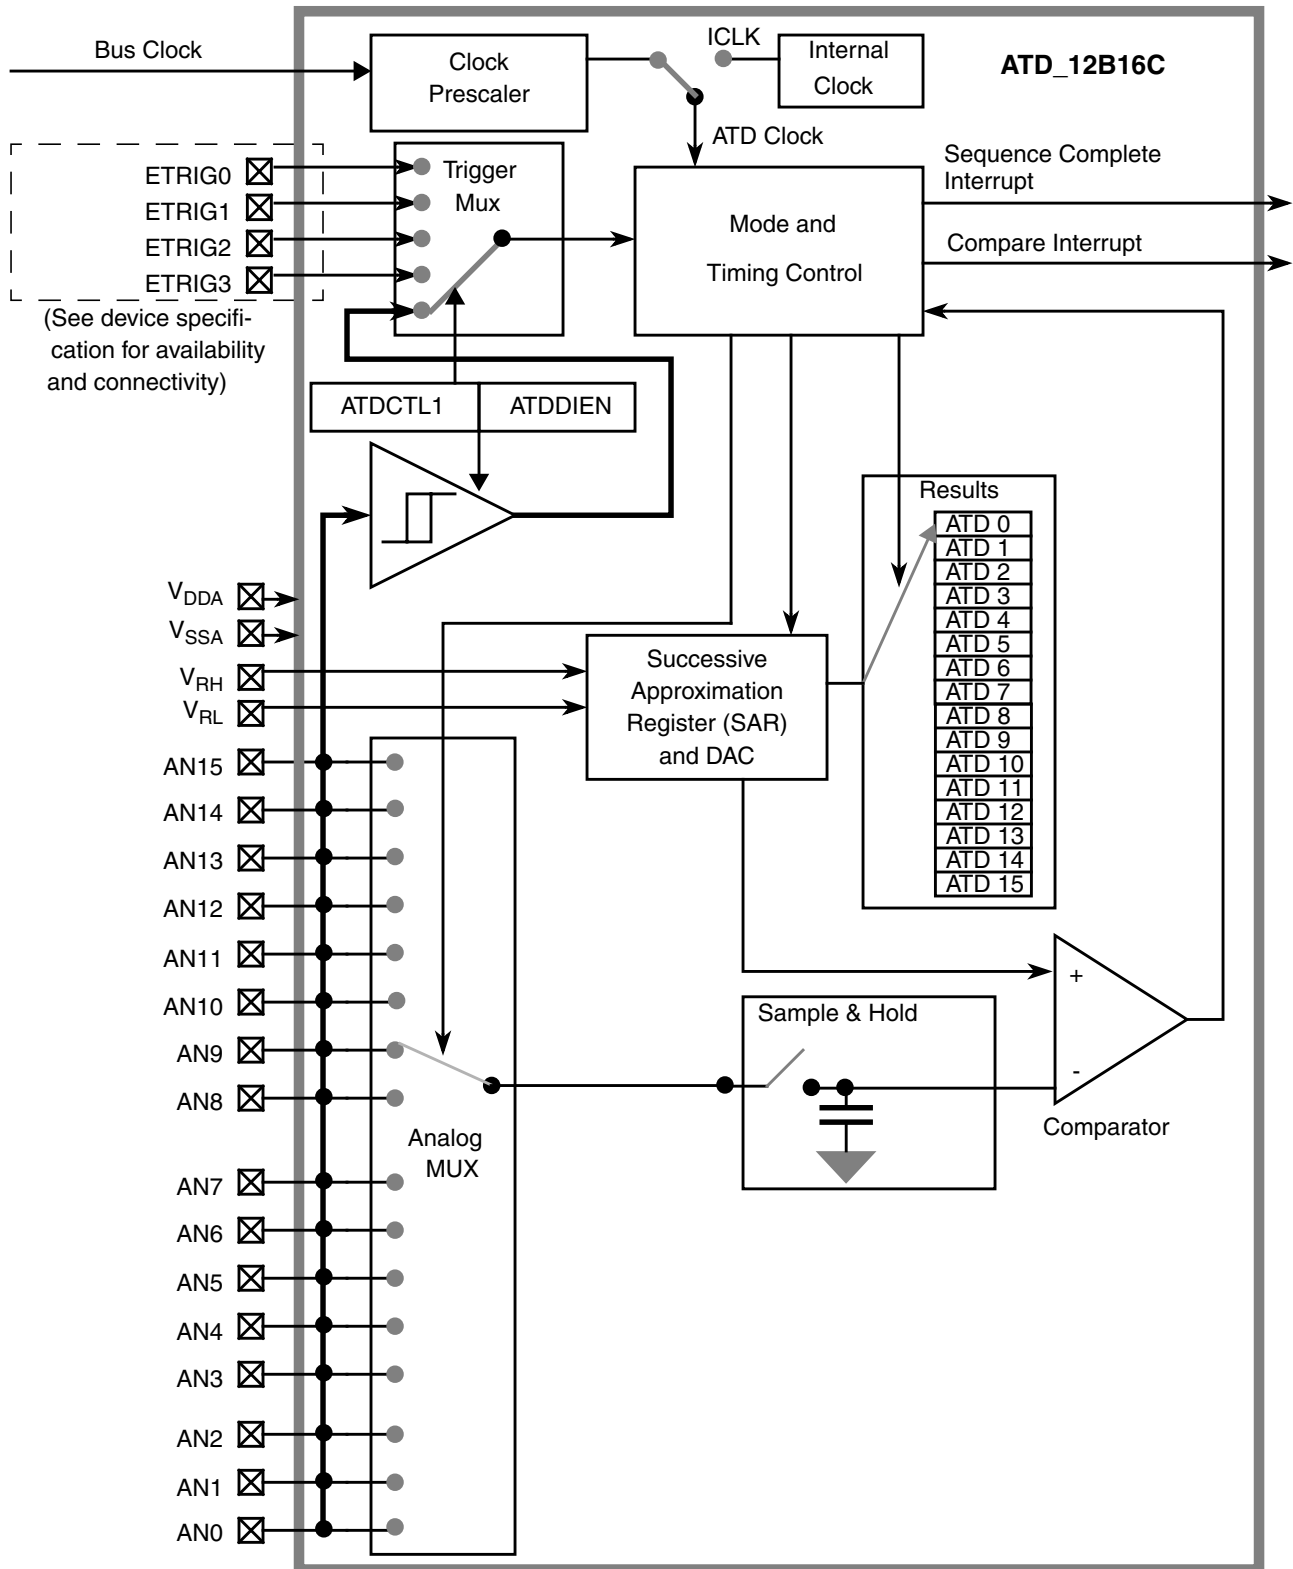 Bus Clock
Clock
Prescaler
ICLK
Internal
Clock
ATD_12B16C
ATD Clock
ETRIG0
ETRIG1
ETRIG2
ETRIG3
(See device specifi-
cation for availability
and connectivity)
Trigger
Mux
Mode and
Timing Control
Sequence Complete
Interrupt
Compare Interrupt
ATDCTL1
ATDDIEN
Results
ATD 0
ATD 1
ATD 2
ATD 3
ATD 4
ATD 5
ATD 6
ATD 7
ATD 8
ATD 9
ATD 10
ATD 11
ATD 12
ATD 13
ATD 14
ATD 15
VDDA
VSSA
VRH
VRL
Successive
Approximation
Register (SAR)
and DAC
AN15
AN14
AN13
AN12
AN11
AN10
AN9
AN8
AN7
AN6
AN5
AN4
AN3
AN2
AN1
AN0
Analog
MUX
Sample & Hold
+
-
Comparator